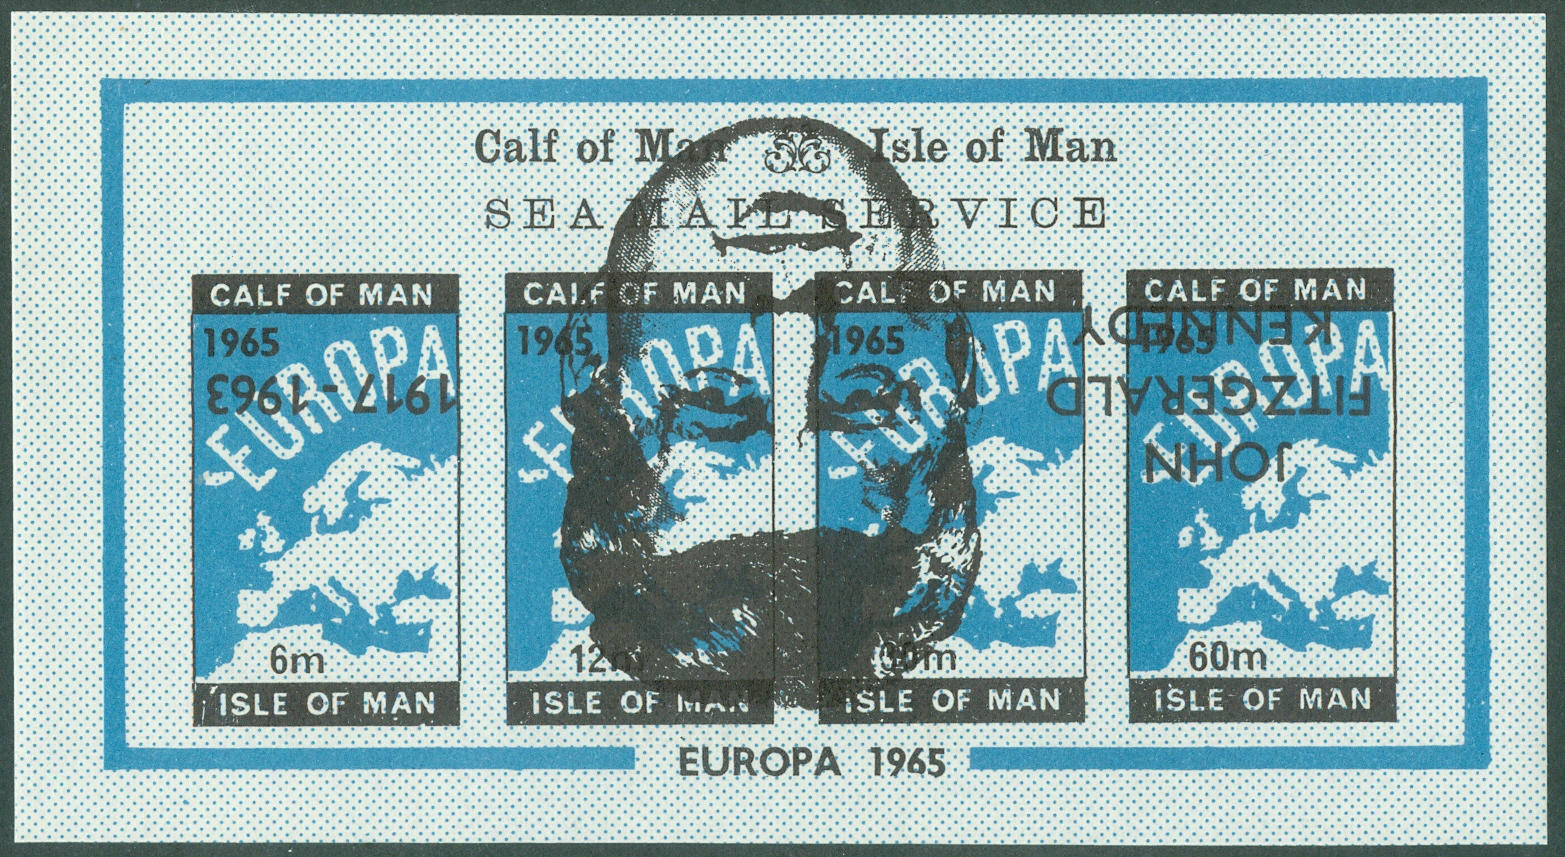 Calf of Man Isle of Man
SEA MAIL SERVICE
CALF OF MAN
1965
EUROPA
6m
ISLE OF MAN
CALF OF MAN
1965
EUROPA
12m
ISLE OF MAN
CALF OF MAN
1965
EUROPA
30m
ISLE OF MAN
CALF OF MAN
1965
EUROPA
60m
ISLE OF MAN
EUROPA 1965
JOHN
FITZGERALD
KENNEDY
1917 - 1963